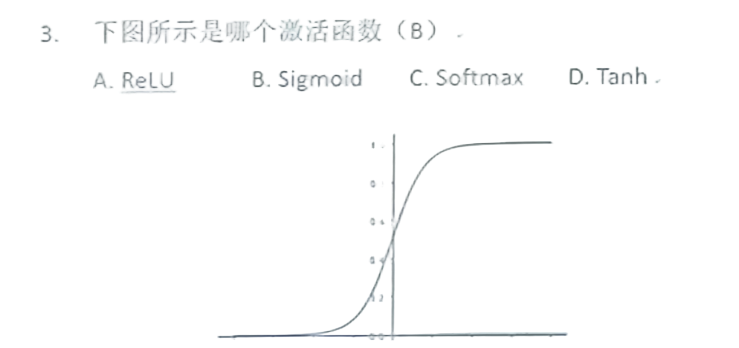 3. 下图所示是哪个激活函数（B）.
A. ReLU B. Sigmoid C. Softmax D. Tanh.